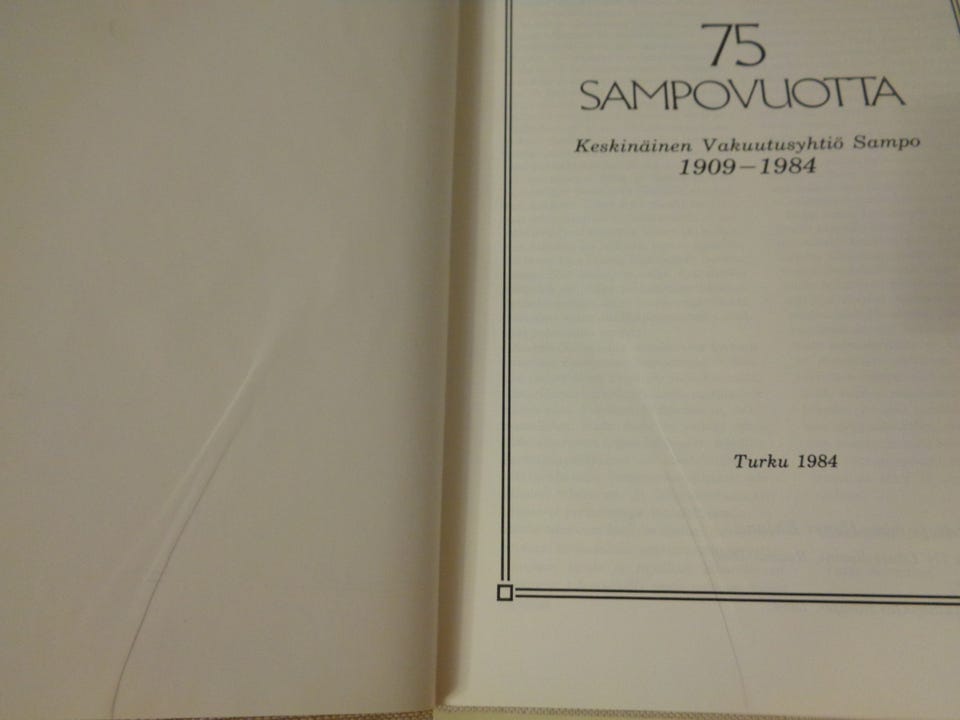 75
SAMPOVUOTTA
Keskinäinen Vakuutusyhtiö Sampo
1909–1984
Turku 1984